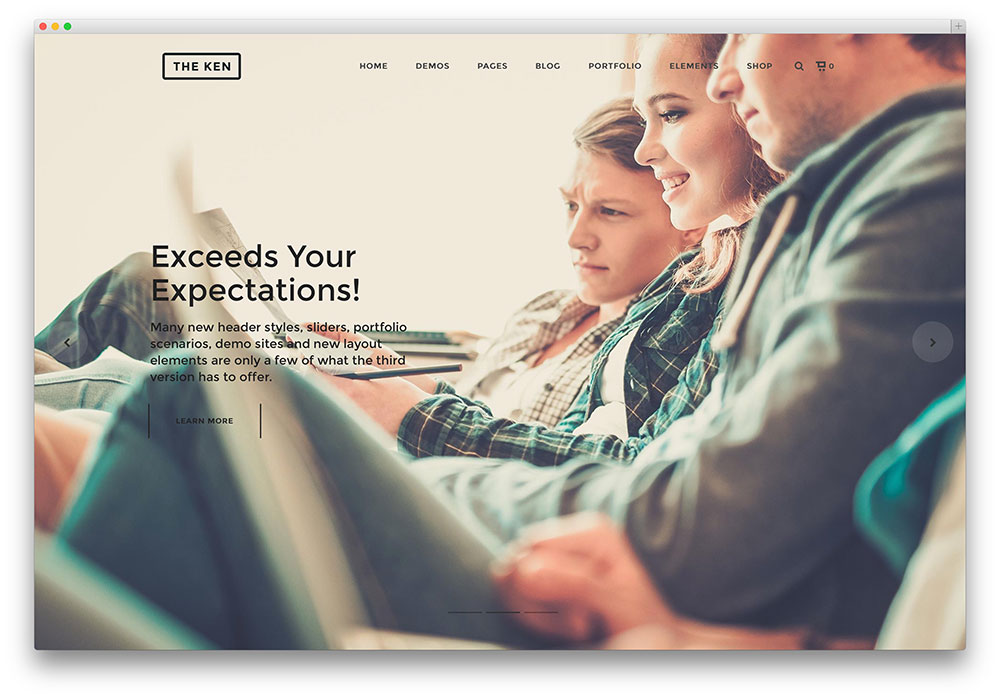 THE KEN
HOME DEMOS PAGES BLOG PORTFOLIO ELEMENTS SHOP 0
Exceeds Your
Expectations!
Many new header styles, sliders, portfolio
scenarios, demo sites and new layout
elements are only a few of what the third
version has to offer.
LEARN MORE